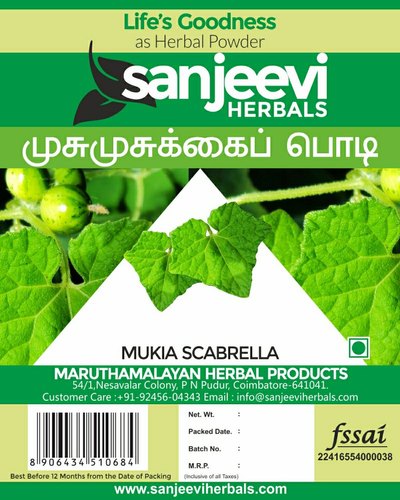 Life's Goodness
as Herbal Powder
sanjeevi
HERBALS
முசுமுசுக்கைப் பொடி
MUKIA SCABRELLA
MARUTHAMALAYAN HERBAL PRODUCTS
54/1,Nesavalar Colony, P N Pudur, Coimbatore-641041.
Customer Care :+91-92456-04343 Email : info@sanjeeviherbals.com
Net. Wt. :
Packed Date. :
Batch No. :
M.R.P. :
(Inclusive of all Taxes)
8 906434 510684
Best Before 12 Months from the Date of Packing
fssai
22416554000038
www.sanjeeviherbals.com